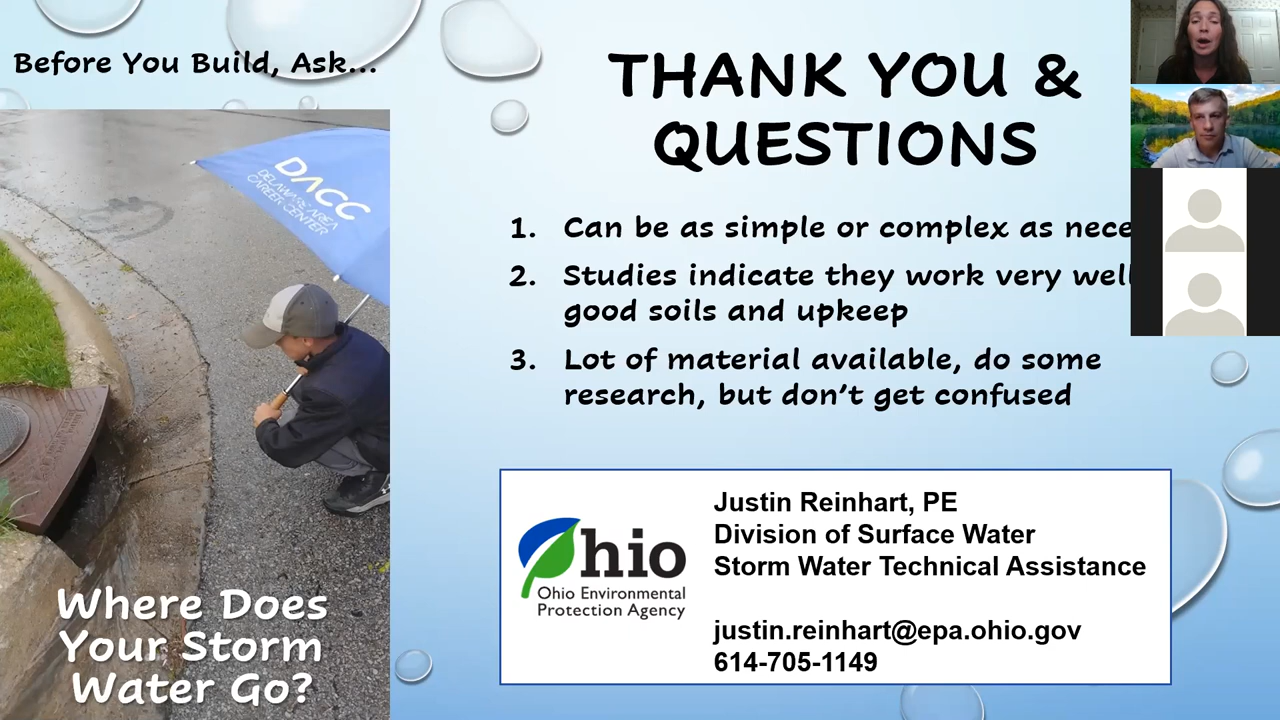 Before You Build, Ask...
DACC
DELAWARE AREA
CAREER CENTER
Where Does
Your Storm
Water Go?
THANK YOU &
QUESTIONS
1. Can be as simple or complex as nece
2. Studies indicate they work very well
good soils and upkeep
3. Lot of material available, do some
research, but don't get confused
Ohio
Ohio Environmental
Protection Agency
Justin Reinhart, PE
Division of Surface Water
Storm Water Technical Assistance
justin.reinhart@epa.ohio.gov
614-705-1149